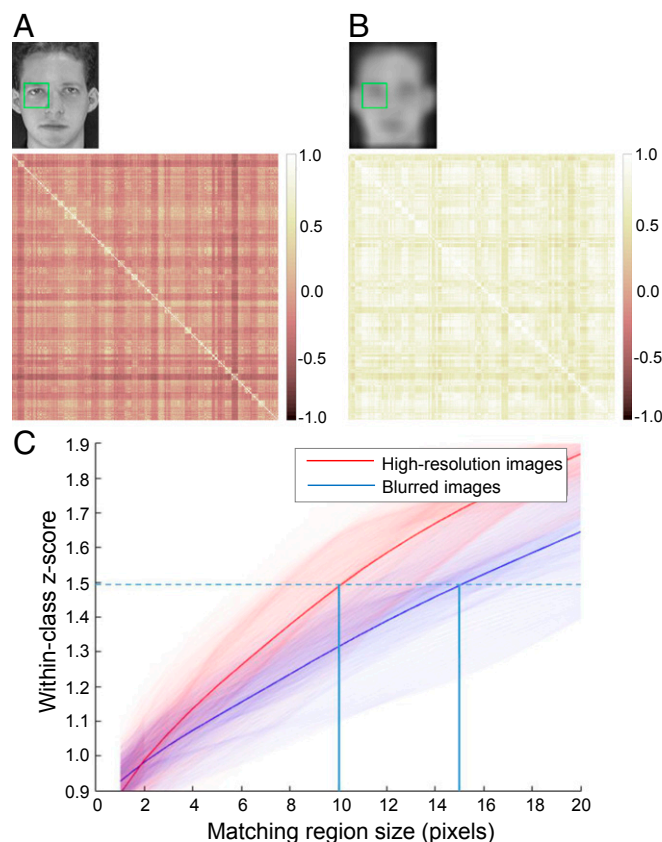 A
B
1.0
0.5
0.0
-0.5
-1.0
1.0
0.5
0.0
-0.5
-1.0
C
1.9
1.8
1.7
1.6
1.5
1.4
1.3
1.2
1.1
1.0
0.9
Within-class z-score
High-resolution images
Blurred images
0 2 4 6 8 10 12 14 16 18 20
Matching region size (pixels)